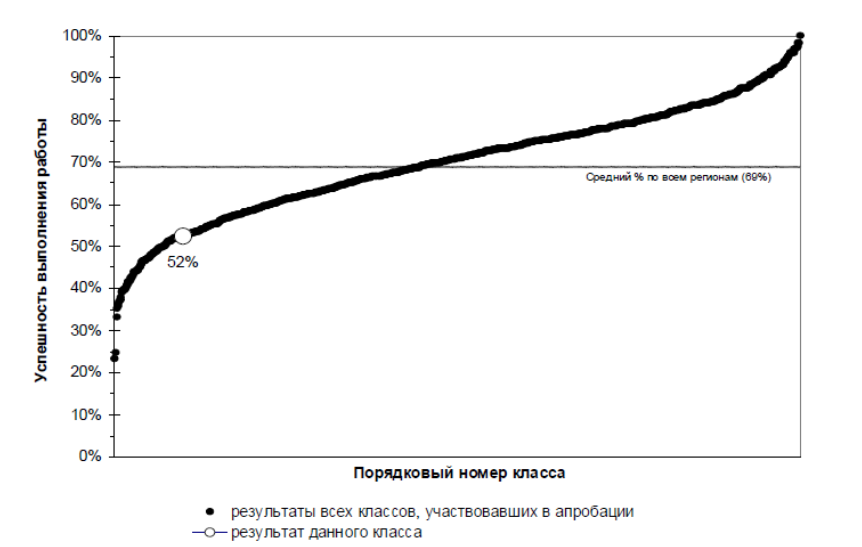 100%
90%
80%
70%
60%
50%
40%
30%
20%
10%
0%
Успешность выполнения работы
Средний % по всем регионам (69%)
52%
Порядковый номер класса
результаты всех классов, участвовавших в апробации
результат данного класса